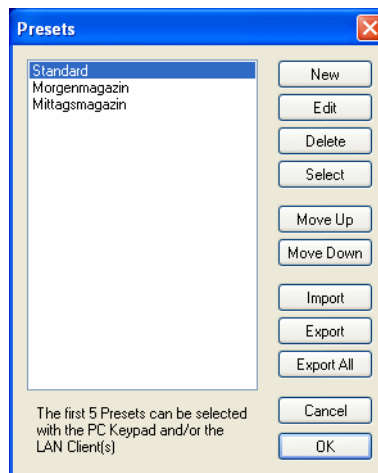 Presets
Standard
Morgenmagazin
Mittagsmagazin
New
Edit
Delete
Select
Move Up
Move Down
Import
Export
Export All
The first 5 Presets can be selected
with the PC Keypad and/or the
LAN Client(s)
Cancel
OK